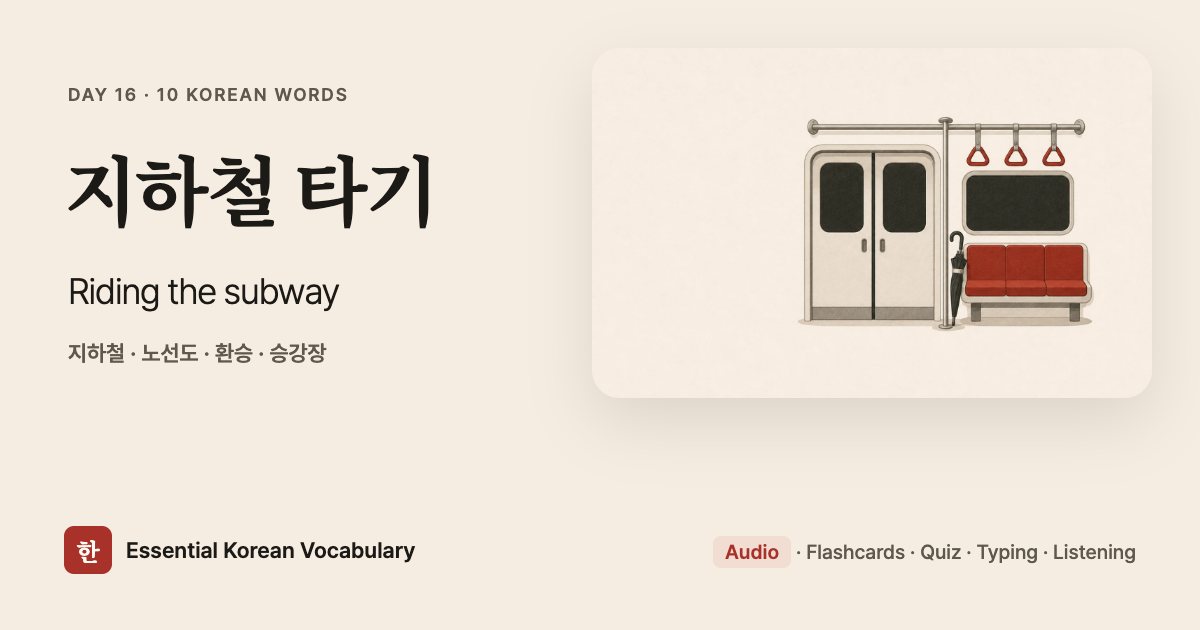 DAY 16 · 10 KOREAN WORDS
지하철 타기
Riding the subway
지하철 · 노선도 · 환승 · 승강장
한 Essential Korean Vocabulary
Audio · Flashcards · Quiz · Typing · Listening